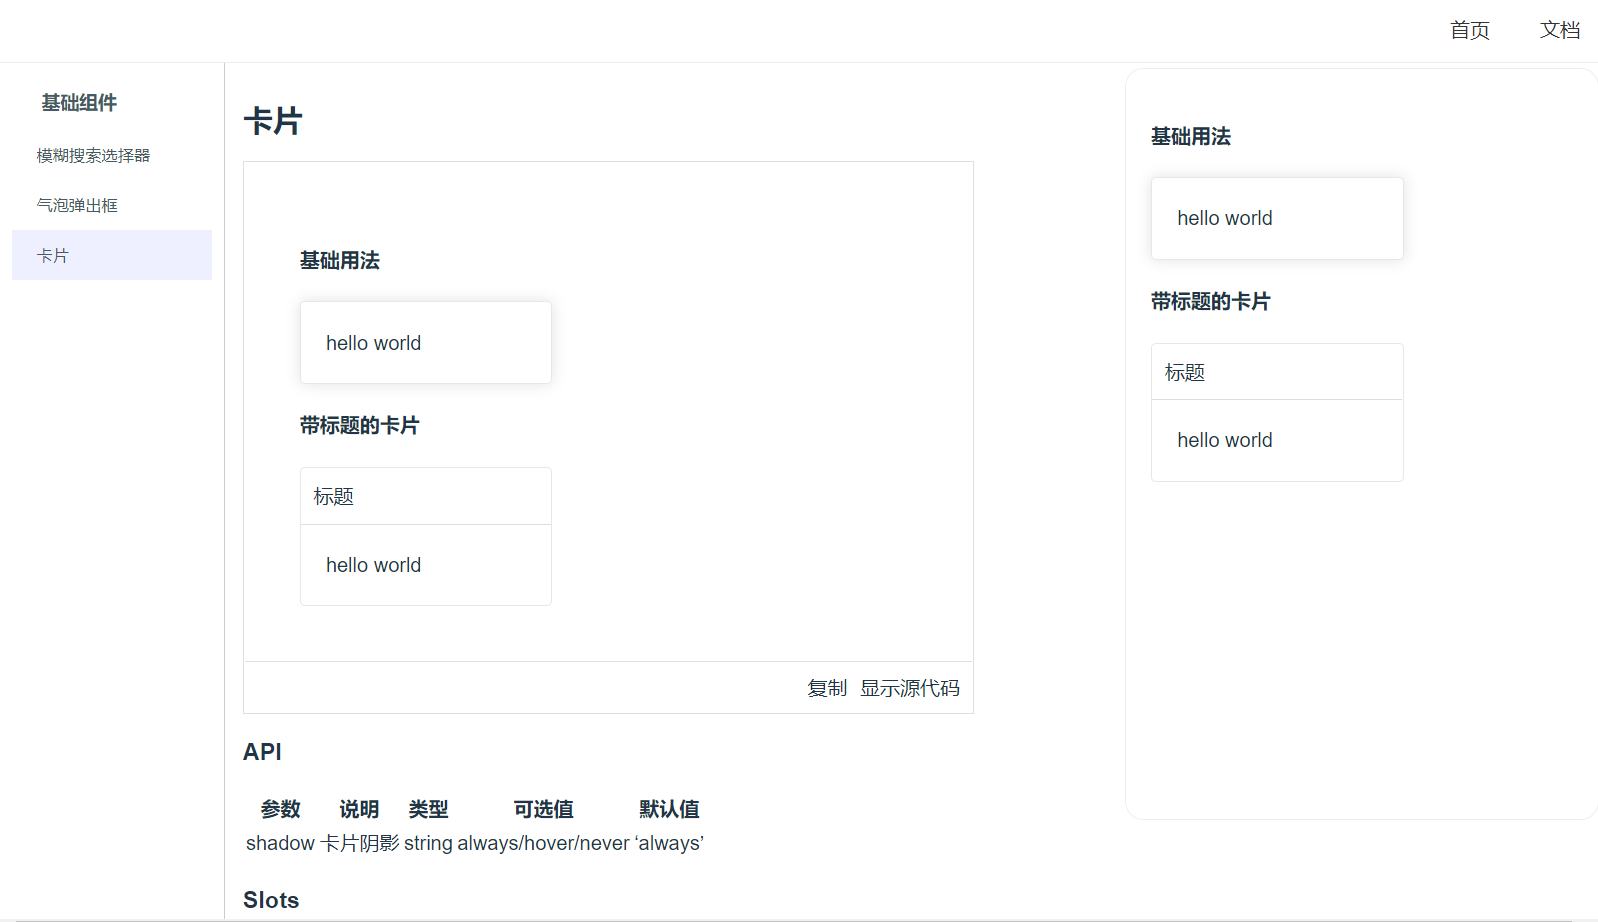 首页 文档
基础组件
模糊搜索选择器
气泡弹出框
卡片
卡片
基础用法
hello world
带标题的卡片
标题
hello world
复制 显示源代码
API
参数 说明 类型 可选值 默认值
shadow 卡片阴影 string always/hover/never ‘always’
Slots
基础用法
hello world
带标题的卡片
标题
hello world